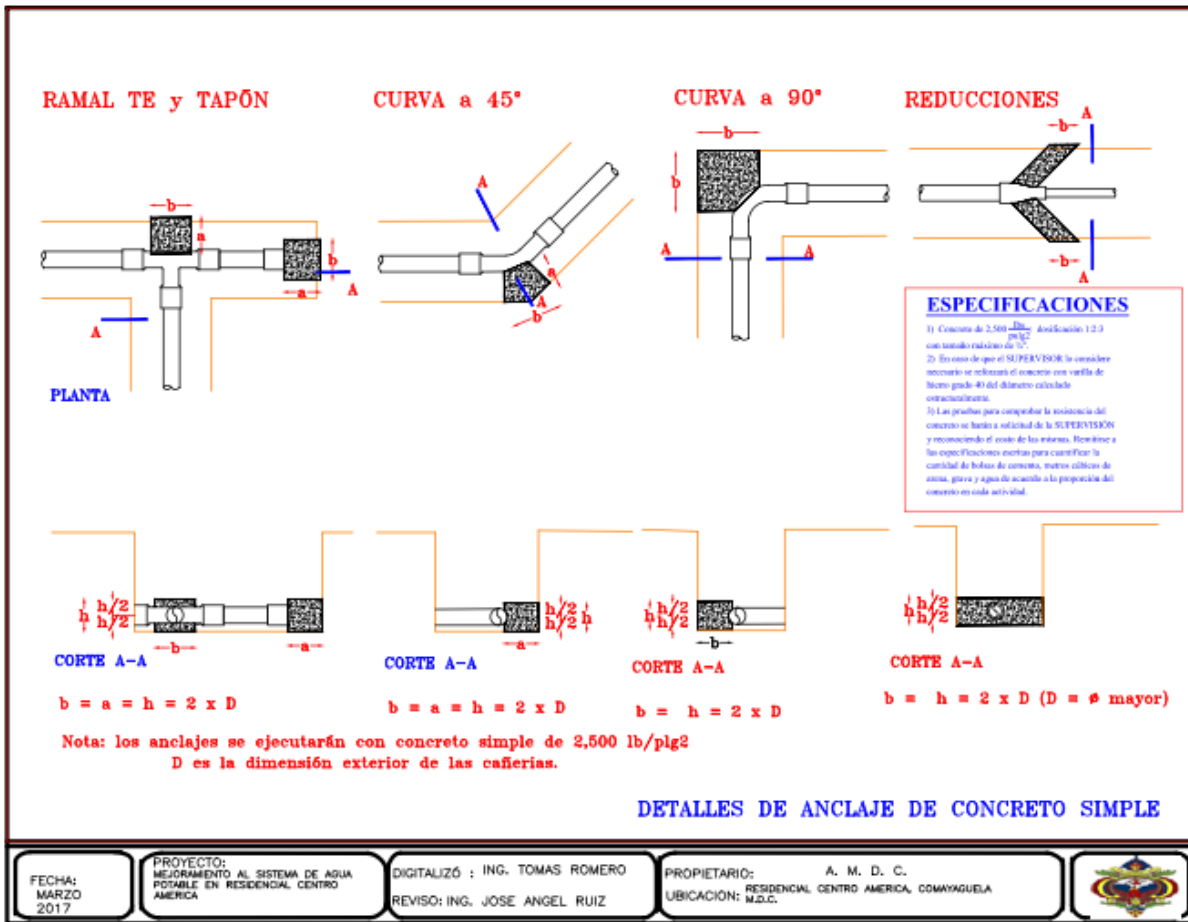 RAMAL TE y TAPÓN
CURVA a 45°
CURVA a 90°
REDUCCIONES
b
a
b
a
A
A
A
a
A
b
b
b
A
A
b
A
b
A
PLANTA
ESPECIFICACIONES
1) Concreto de 2,500 Lbs/pulg2 dosificación 1:2:3
con tamaño máximo de ½".
2) En caso de que el SUPERVISOR lo considere
necesario se reforzará el concreto con varilla de
hierro grado 40 del diámetro calculado
estructuralmente.
3) Las pruebas para comprobar la resistencia del
concreto se harán a solicitud de la SUPERVISIÓN
y reconociendo el costo de las mismas. Remitirse a
las especificaciones escritas para cuantificar la
cantidad de bolsas de cemento, metros cúbicos de
arena, grava y agua de acuerdo a la proporción del
concreto en cada actividad.
h h/2
h/2
b
a
h/2
h/2 h
a
h h/2
h/2
b
h h/2
h/2
CORTE A-A
CORTE A-A
CORTE A-A
CORTE A-A
b = a = h = 2 x D
b = a = h = 2 x D
b = h = 2 x D
b = h = 2 x D (D = ø mayor)
Nota: los anclajes se ejecutarán con concreto simple de 2,500 lb/plg2
D es la dimensión exterior de las cañerias.
DETALLES DE ANCLAJE DE CONCRETO SIMPLE
FECHA:
MARZO
2017
PROYECTO:
MEJORAMIENTO AL SISTEMA DE AGUA
POTABLE EN RESIDENCIAL CENTRO
AMERICA
DIGITALIZÓ : ING. TOMAS ROMERO
REVISO: ING. JOSE ANGEL RUIZ
PROPIETARIO: A. M. D. C.
UBICACION: RESIDENCIAL CENTRO AMERICA, COMAYAGUELA
M.D.C.